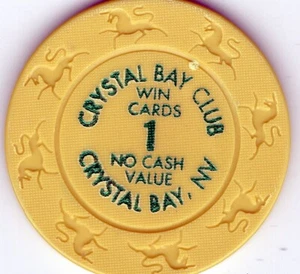 CRYSTAL BAY CLUB
WIN
CARDS
1
NO CASH
VALUE
CRYSTAL BAY, NV